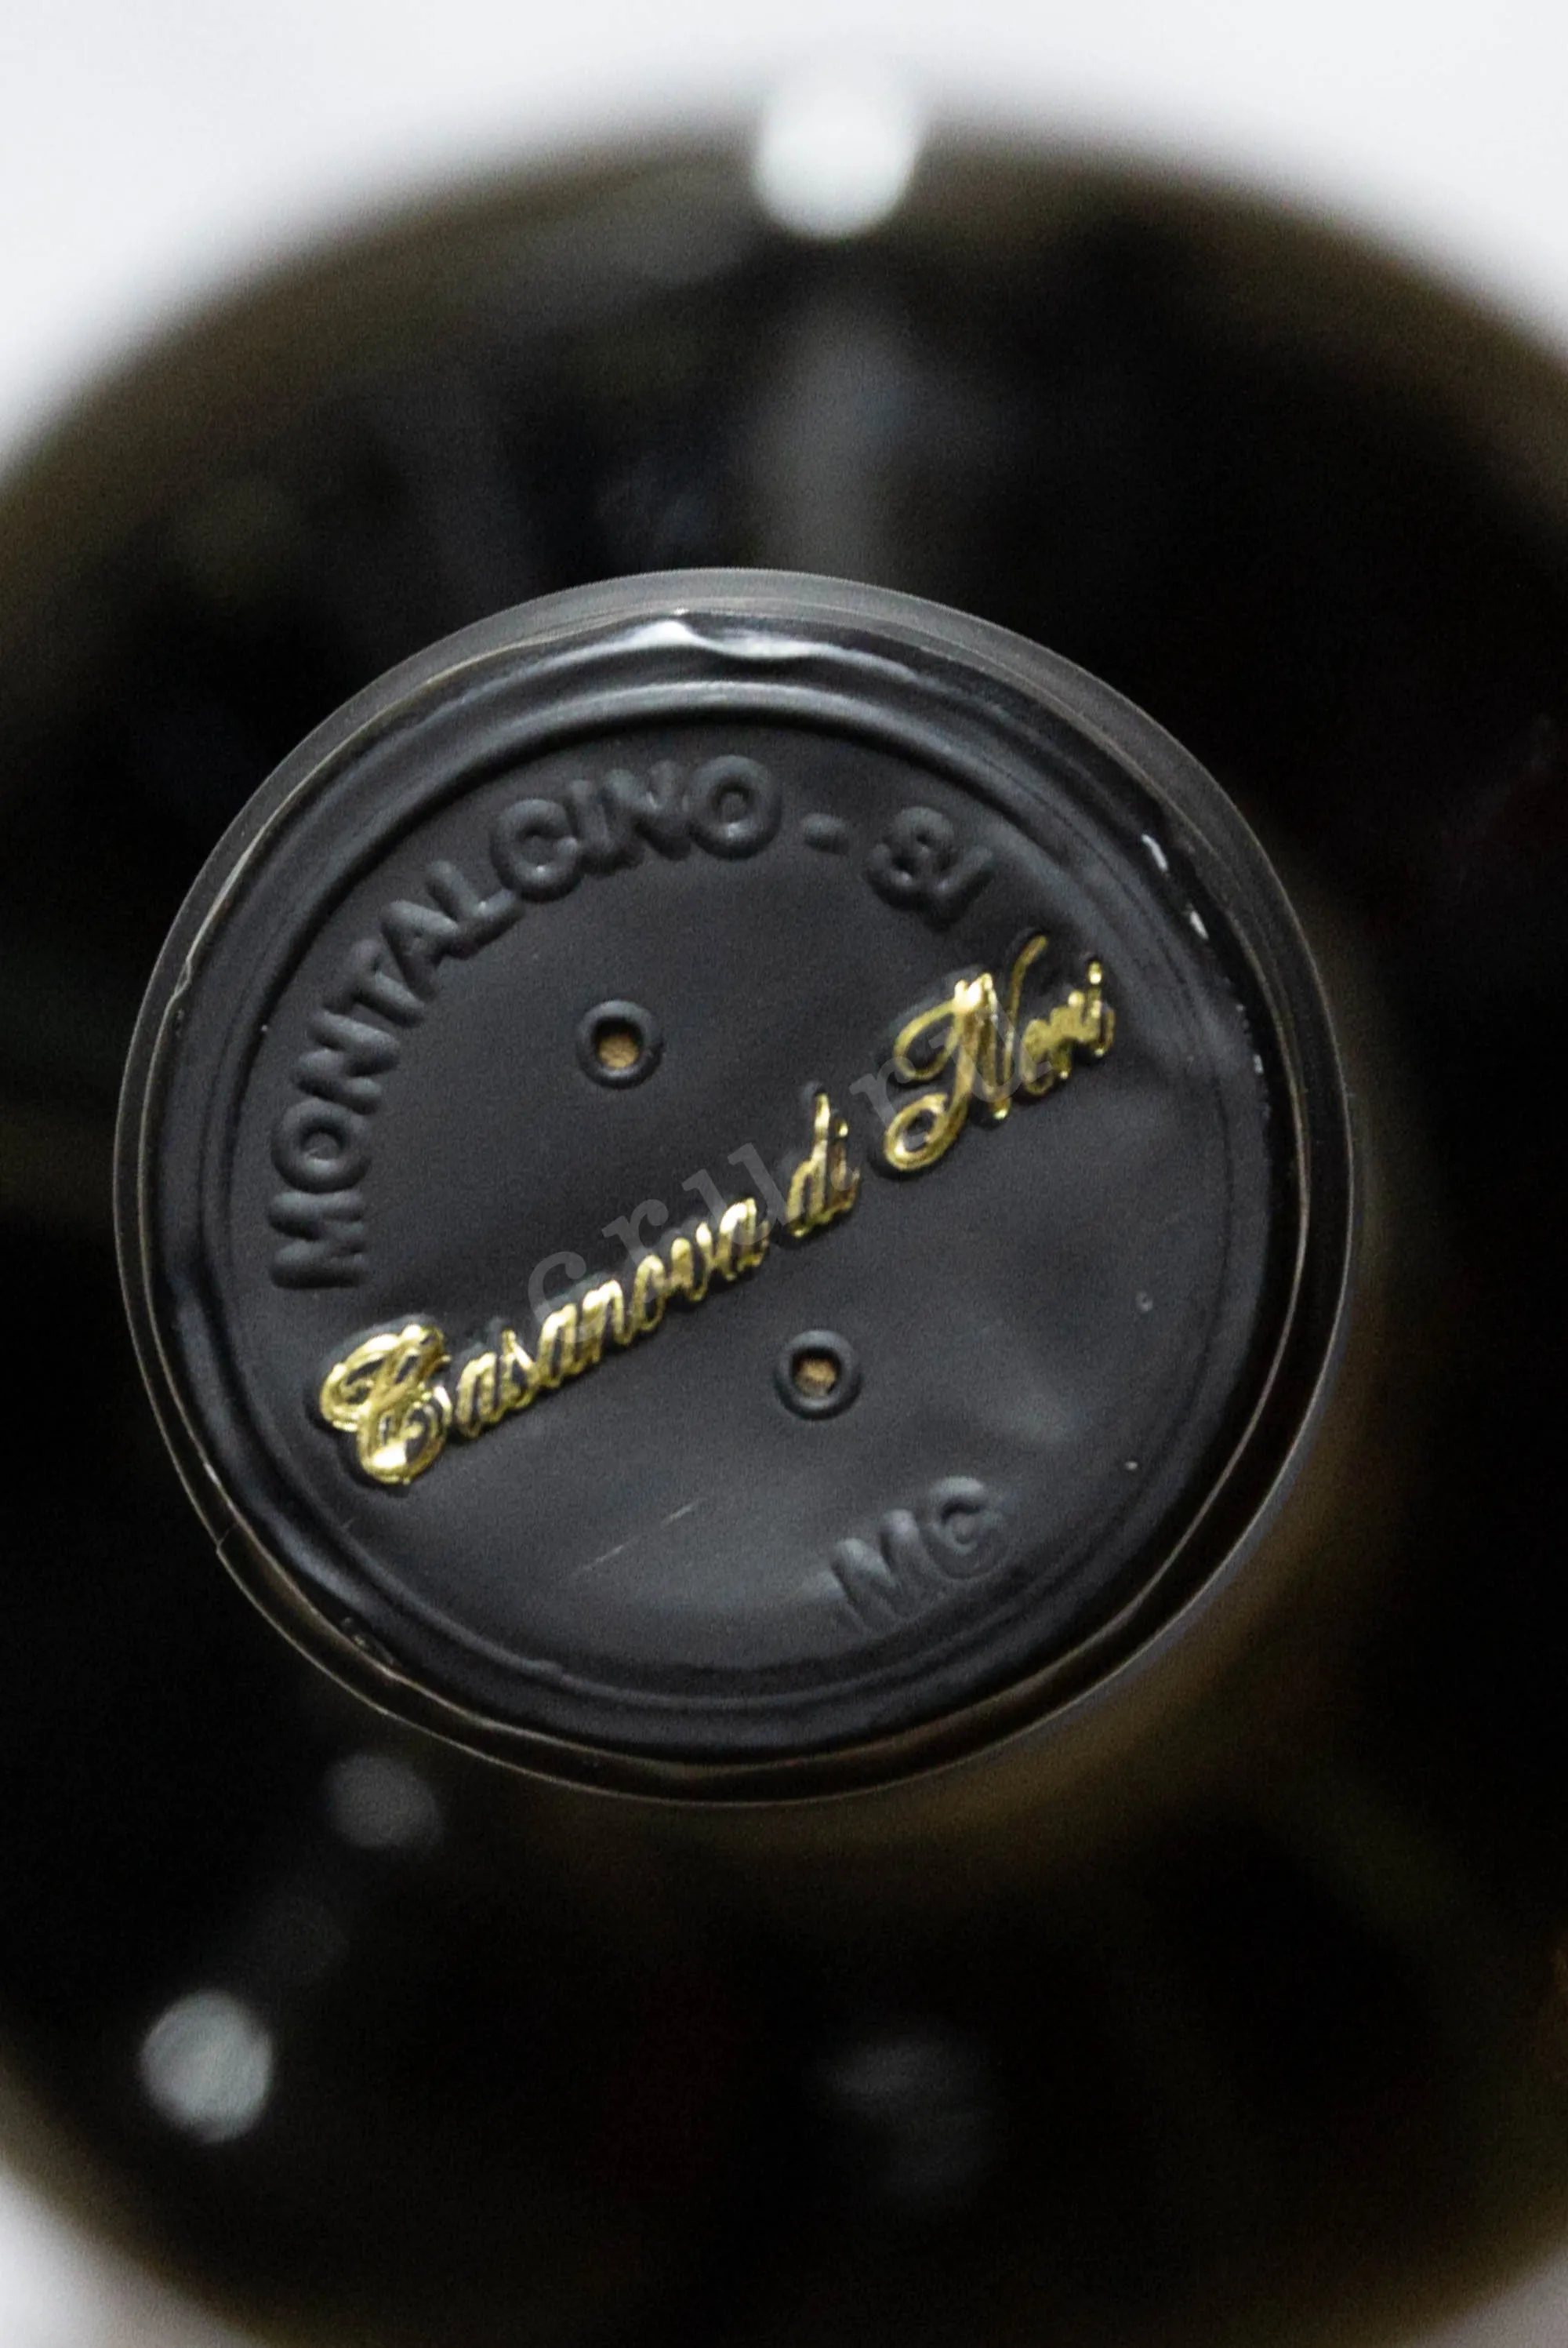 MONTALCINO - SI
Casanova di Neri
MG